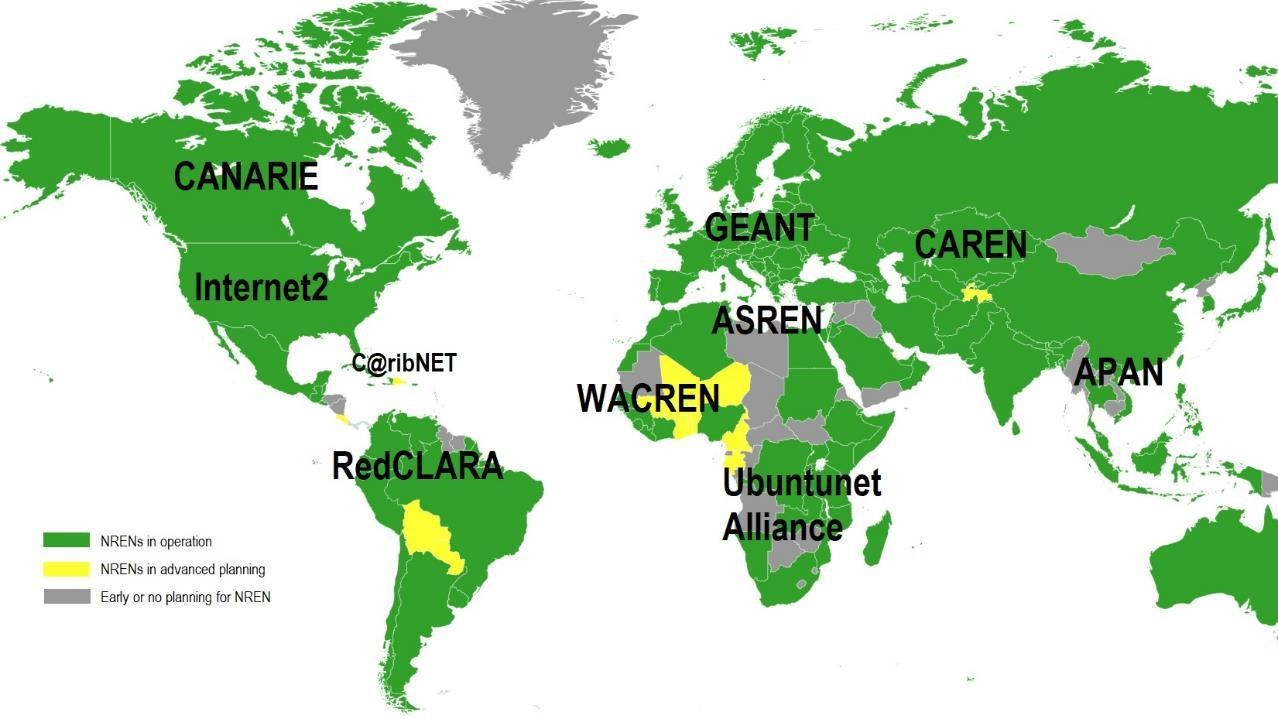 CANARIE
GEANT
CAREN
Internet2
ASREN
C@ribNET
APAN
WACREN
RedCLARA
Ubuntunet
Alliance
NRENs in operation
NRENs in advanced planning
Early or no planning for NREN